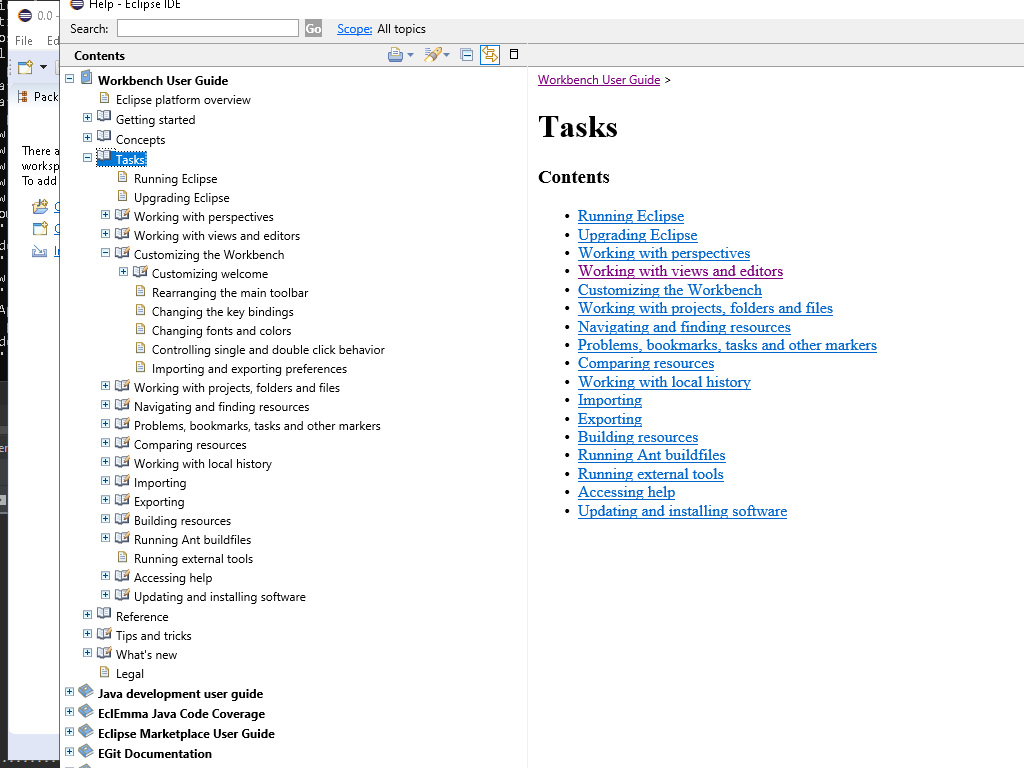 Help - Eclipse IDE
0.0 -
File Ed
Search: Go Scope: All topics
Contents
Pack
There a
worksp
To add
Workbench User Guide
Eclipse platform overview
Getting started
Concepts
Tasks
Running Eclipse
Upgrading Eclipse
Working with perspectives
Working with views and editors
Customizing the Workbench
Customizing welcome
Rearranging the main toolbar
Changing the key bindings
Changing fonts and colors
Controlling single and double click behavior
Importing and exporting preferences
Working with projects, folders and files
Navigating and finding resources
Problems, bookmarks, tasks and other markers
Comparing resources
Working with local history
Importing
Exporting
Building resources
Running Ant buildfiles
Running external tools
Accessing help
Updating and installing software
Reference
Tips and tricks
What's new
Legal
Java development user guide
EclEmma Java Code Coverage
Eclipse Marketplace User Guide
EGit Documentation
Workbench User Guide >
Tasks
Contents
Running Eclipse
Upgrading Eclipse
Working with perspectives
Working with views and editors
Customizing the Workbench
Working with projects, folders and files
Navigating and finding resources
Problems, bookmarks, tasks and other markers
Comparing resources
Working with local history
Importing
Exporting
Building resources
Running Ant buildfiles
Running external tools
Accessing help
Updating and installing software